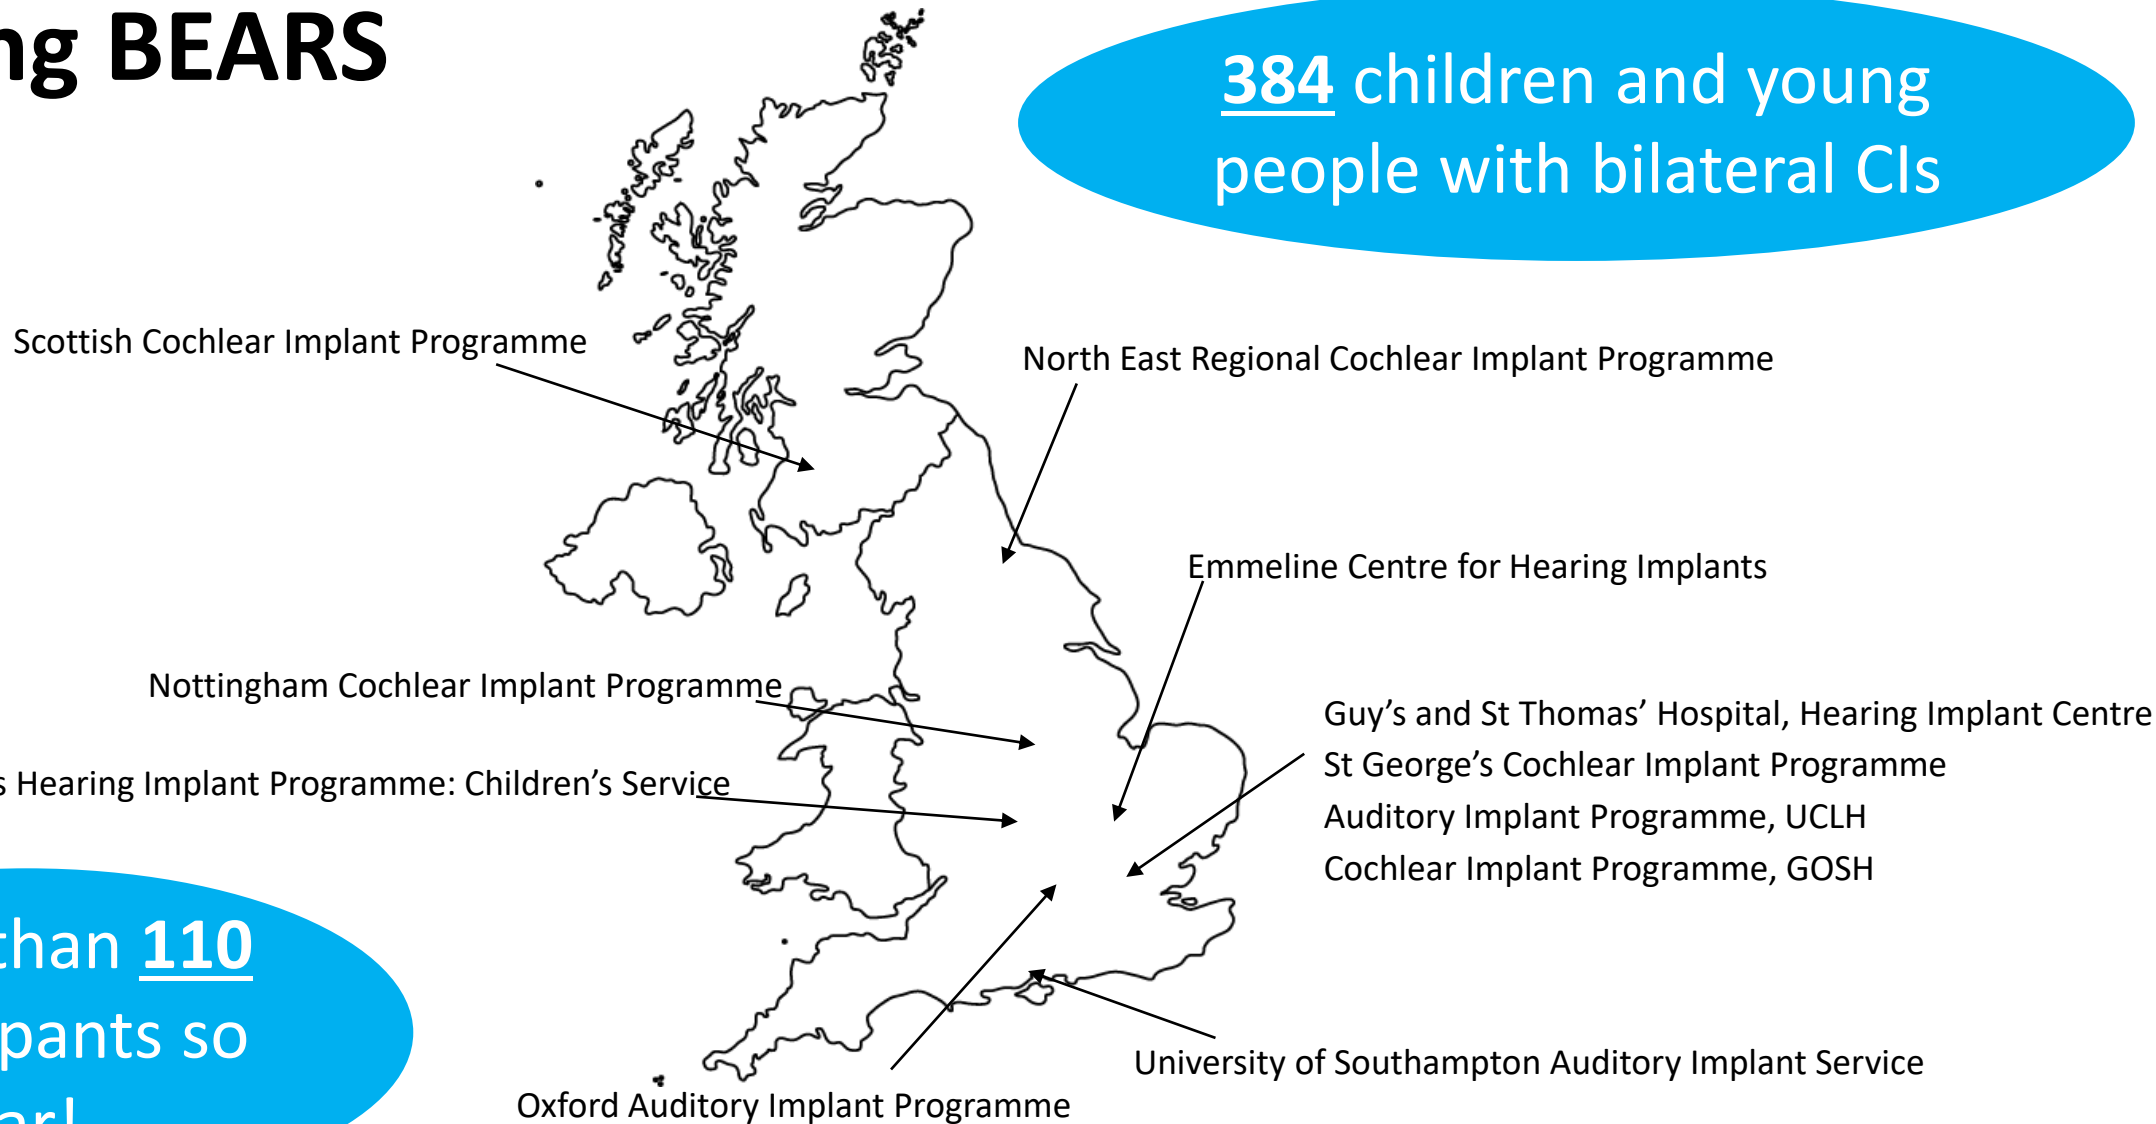 BEARS
384 children and young
people with bilateral CIs
Scottish Cochlear Implant Programme
North East Regional Cochlear Implant Programme
Emmeline Centre for Hearing Implants
Nottingham Cochlear Implant Programme
Guy’s and St Thomas’ Hospital, Hearing Implant Centre
St George’s Cochlear Implant Programme
Hearing Implant Programme: Children’s Service
Auditory Implant Programme, UCLH
Cochlear Implant Programme, GOSH
than 110
so
University of Southampton Auditory Implant Service
Oxford Auditory Implant Programme